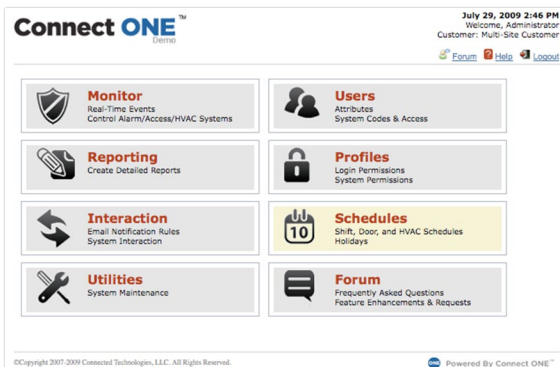 Connect ONE™
Demo
July 29, 2009 2:46 PM
Welcome, Administrator
Customer: Multi-Site Customer
Forum Help Logout
Monitor
Real-Time Events
Control Alarm/Access/HVAC Systems
Users
Attributes
System Codes & Access
Reporting
Create Detailed Reports
Profiles
Login Permissions
System Permissions
Interaction
Email Notification Rules
System Interaction
10
Schedules
Shift, Door, and HVAC Schedules
Holidays
Utilities
System Maintenance
Forum
Frequently Asked Questions
Feature Enhancements & Requests
©Copyright 2007-2009 Connected Technologies, LLC. All Rights Reserved.
ONE Powered By Connect ONE™